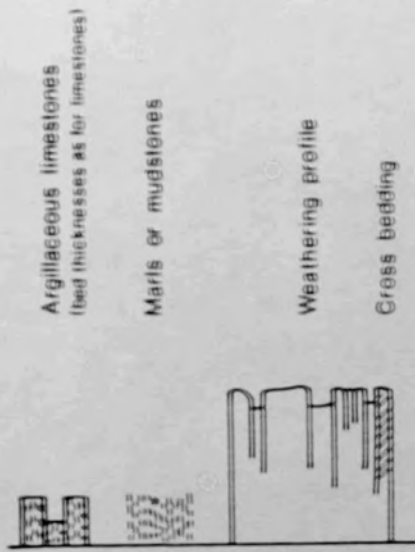 Argillaceous limestones
(bed thicknesses as for limestones)
Marls or mudstones
Weathering profile
Cross bedding